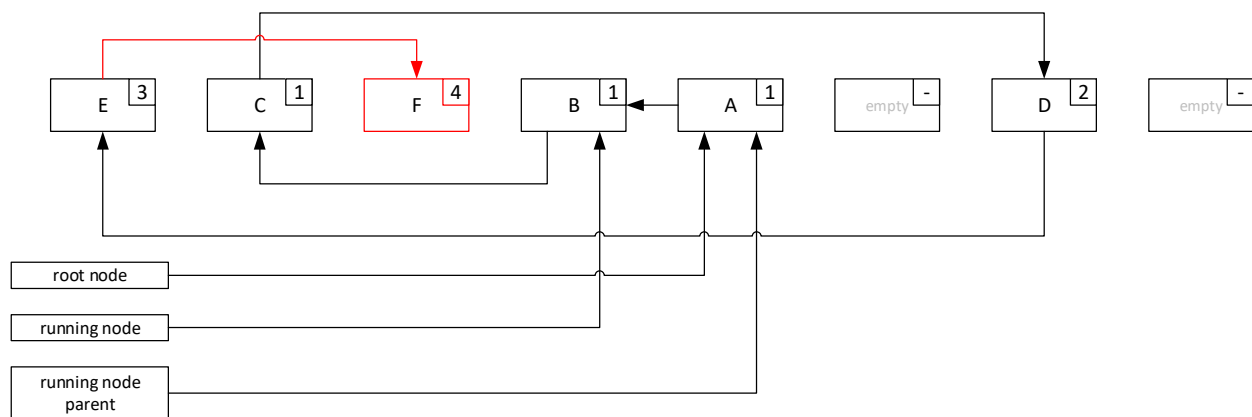 E 3
C 1
F 4
B 1
A 1
empty -
D 2
empty -
root node
running node
running node
parent